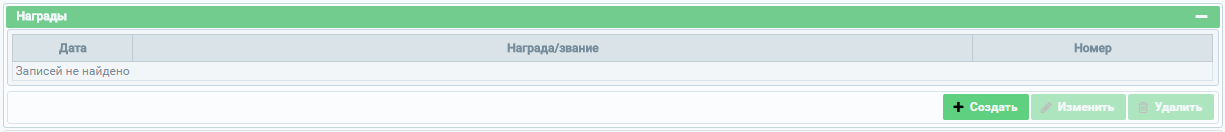 Награды
Дата Награда/звание Номер
Записей не найдено
Создать Изменить Удалить